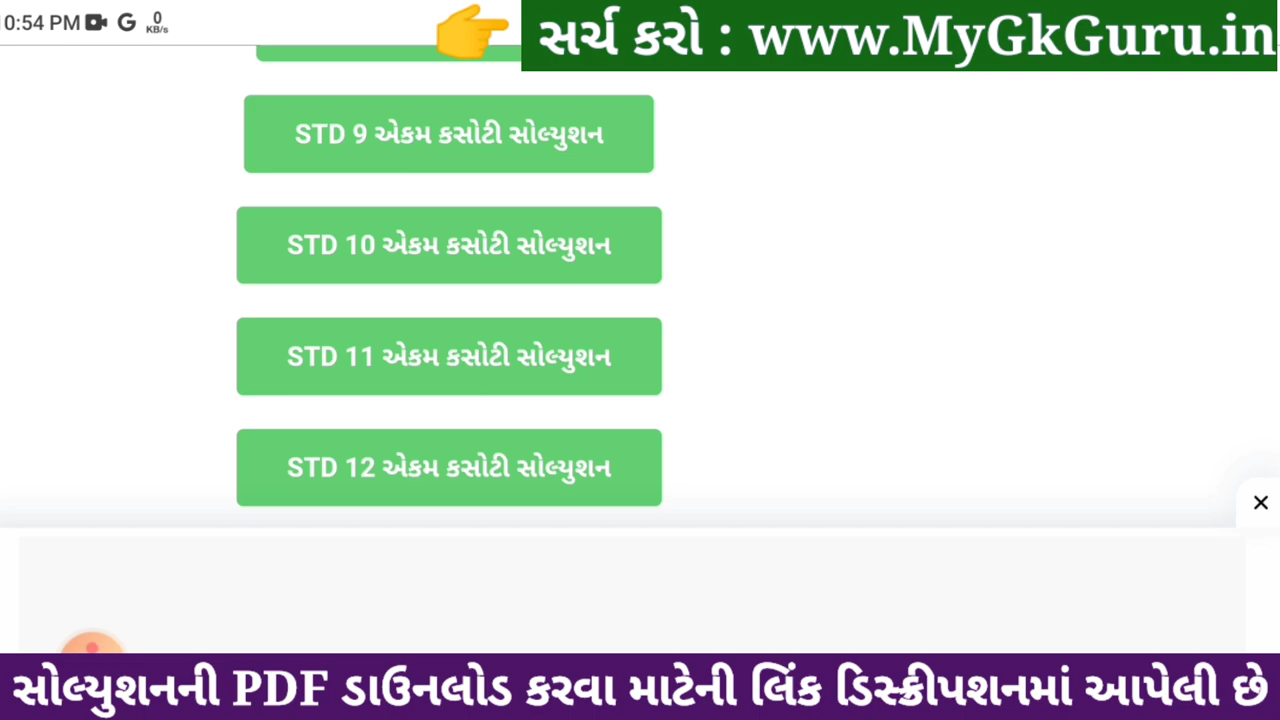 10:54 PM G 0 KB/s
સર્ચ કરો : www.MyGkGuru.in
STD 9 એકમ કસોટી સોલ્યુશન
STD 10 એકમ કસોટી સોલ્યુશન
STD 11 એકમ કસોટી સોલ્યુશન
STD 12 એકમ કસોટી સોલ્યુશન
સોલ્યુશનની PDF ડાઉનલોડ કરવા માટેની લિંક ડિસ્ક્રીપશનમાં આપેલી છે